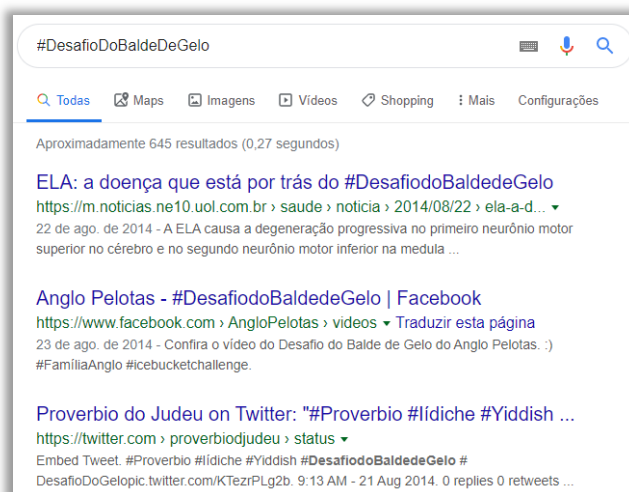 #DesafioDoBaldeDeGelo
Todas Maps Imagens Vídeos Shopping Mais Configurações
Aproximadamente 645 resultados (0,27 segundos)
ELA: a doença que está por trás do #DesafiodoBaldedeGelo
https://m.noticias.ne10.uol.com.br › saude › noticia › 2014/08/22 › ela-a-d...
22 de ago. de 2014 - A ELA causa a degeneração progressiva no primeiro neurônio motor
superior no cérebro e no segundo neurônio motor inferior na medula ...
Anglo Pelotas - #DesafiodoBaldedeGelo | Facebook
https://www.facebook.com › AngloPelotas › videos Traduzir esta página
23 de ago. de 2014 - Confira o vídeo do Desafio do Balde de Gelo do Anglo Pelotas. :)
#FamíliaAnglo #icebucketchallenge.
Proverbio do Judeu on Twitter: "#Proverbio #Iídiche #Yiddish ...
https://twitter.com › proverbiodjudeu › status
Embed Tweet. #Proverbio #Iídiche #Yiddish #DesafiodoBaldedeGelo #
DesafioDoGelopic.twitter.com/KTezrPLg2b. 9:13 AM - 21 Aug 2014. 0 replies 0 retweets ...